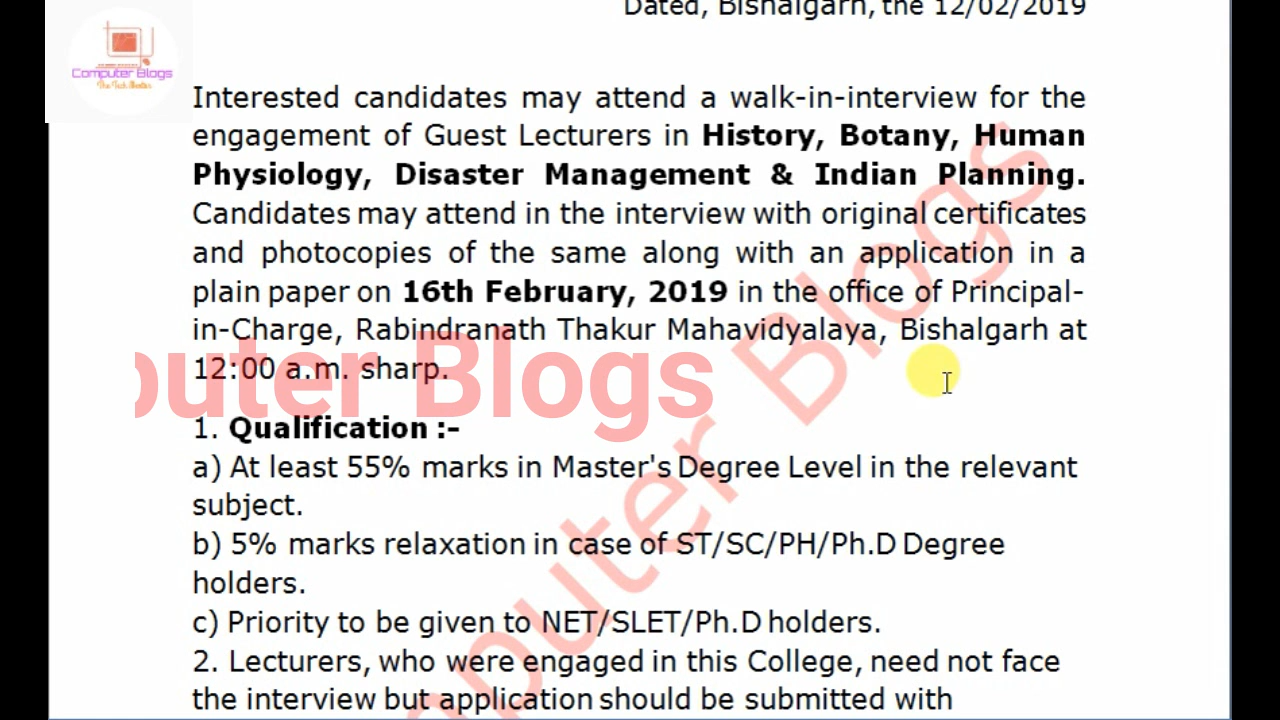 Dated, Bishalgarh, the 12/02/2019
Computer Blogs
The Tech Master
Interested candidates may attend a walk-in-interview for the
engagement of Guest Lecturers in History, Botany, Human
Physiology, Disaster Management & Indian Planning.
Candidates may attend in the interview with original certificates
and photocopies of the same along with an application in a
plain paper on 16th February, 2019 in the office of Principal-
in-Charge, Rabindranath Thakur Mahavidyalaya, Bishalgarh at
12:00 a.m. sharp.
puter Blogs
mputer Blogs
1. Qualification :-
a) At least 55% marks in Master's Degree Level in the relevant
subject.
b) 5% marks relaxation in case of ST/SC/PH/Ph.D Degree
holders.
c) Priority to be given to NET/SLET/Ph.D holders.
2. Lecturers, who were engaged in this College, need not face
the interview but application should be submitted with